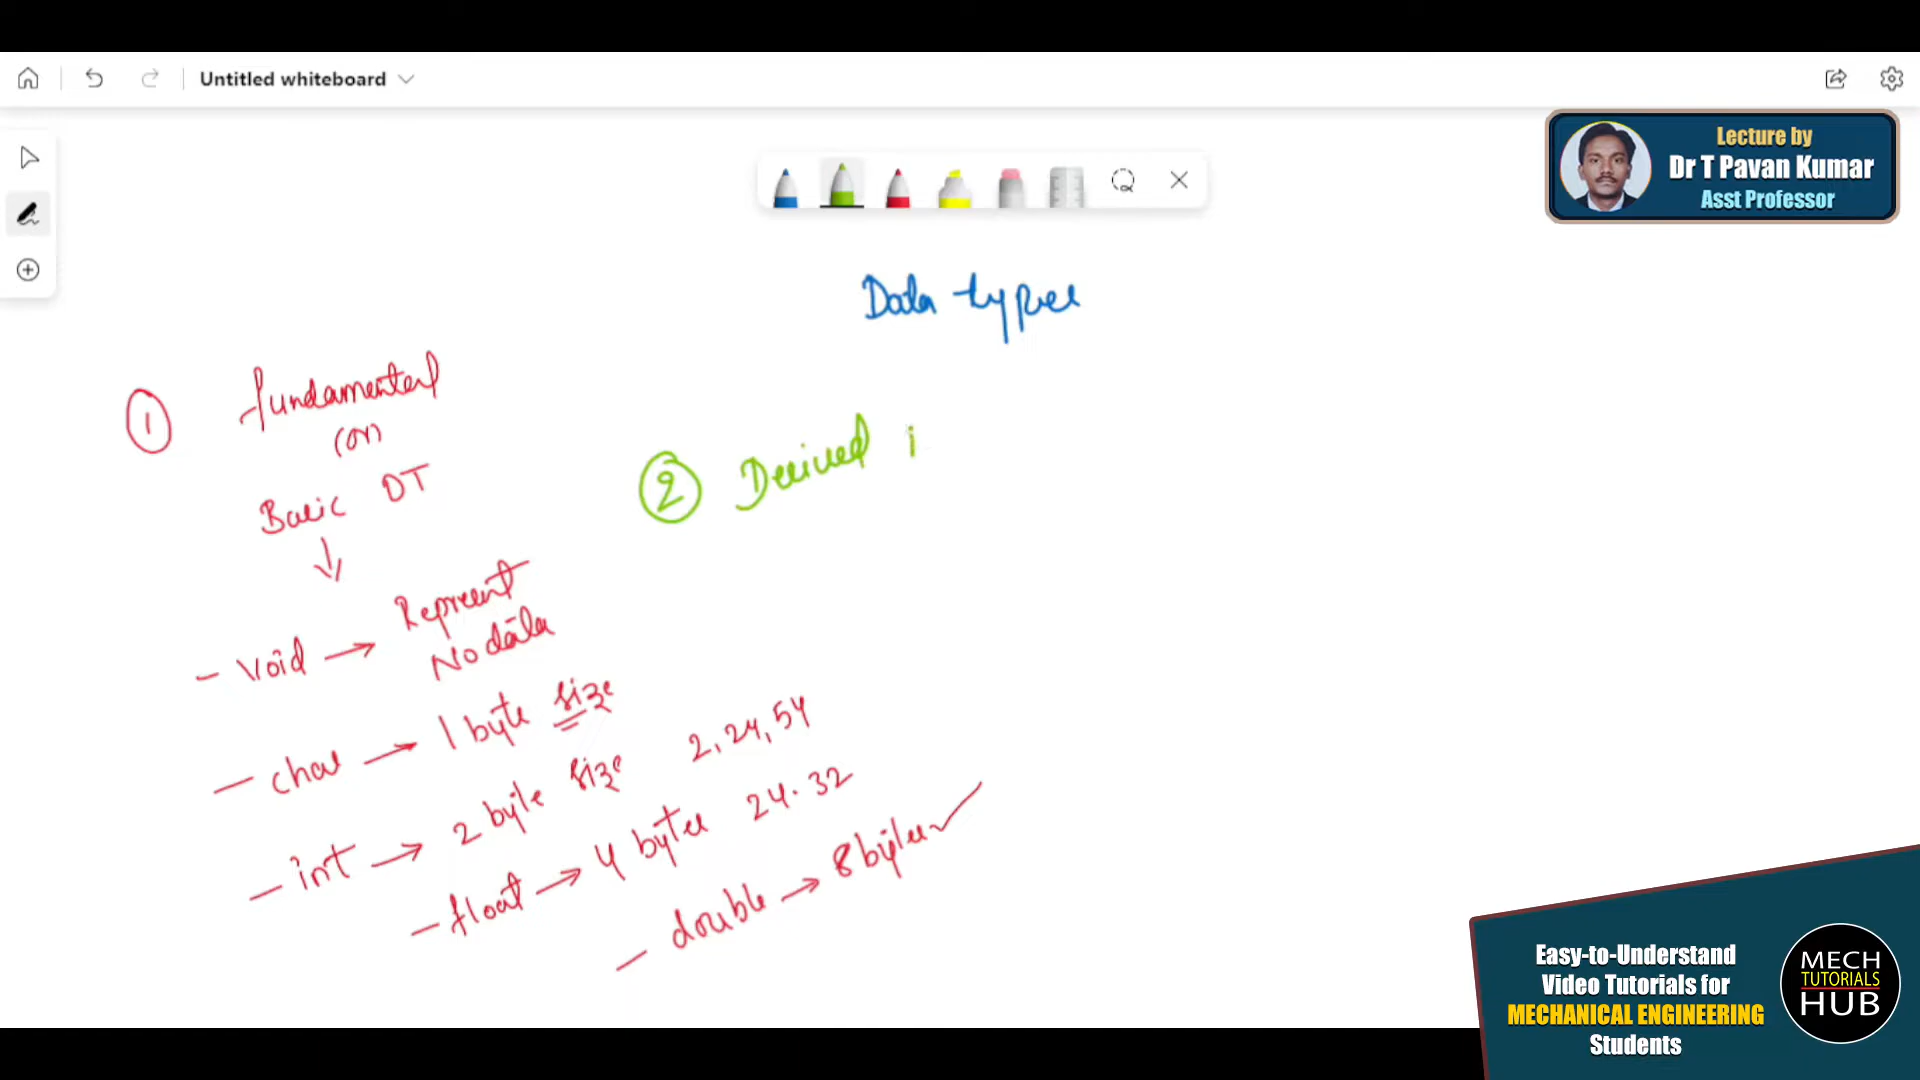 Untitled whiteboard
Lecture by
Dr T Pavan Kumar
Asst Professor
Data types
① fundamental
(or)
Basic DT
- Void → Represent
No data
- char → 1 byte size
- int → 2 byte size 2, 24, 54
- float → 4 bytes 24.32
- double → 8 bytes
② Derived
Easy-to-Understand
Video Tutorials for
MECHANICAL ENGINEERING
Students
MECH
TUTORIALS
HUB